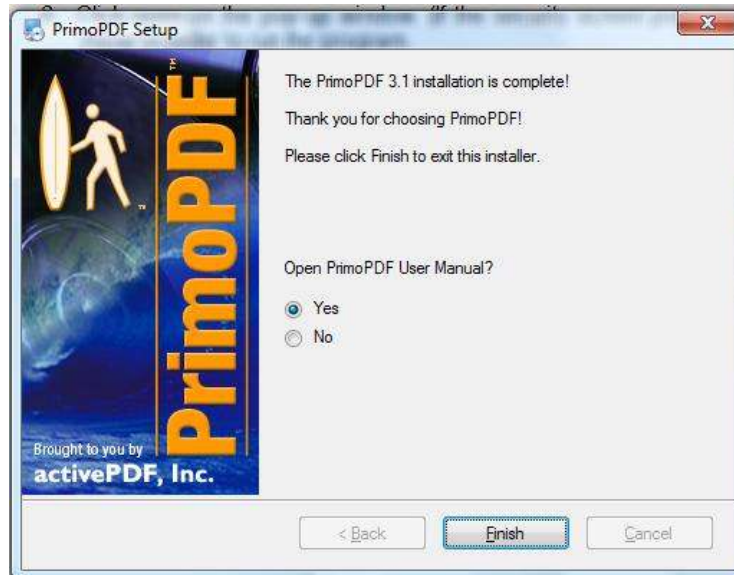 PrimoPDF Setup
PrimoPDF™
The PrimoPDF 3.1 installation is complete!
Thank you for choosing PrimoPDF!
Please click Finish to exit this installer.
Open PrimoPDF User Manual?
Yes
No
Brought to you by
activePDF, Inc.
< Back
Finish
Cancel